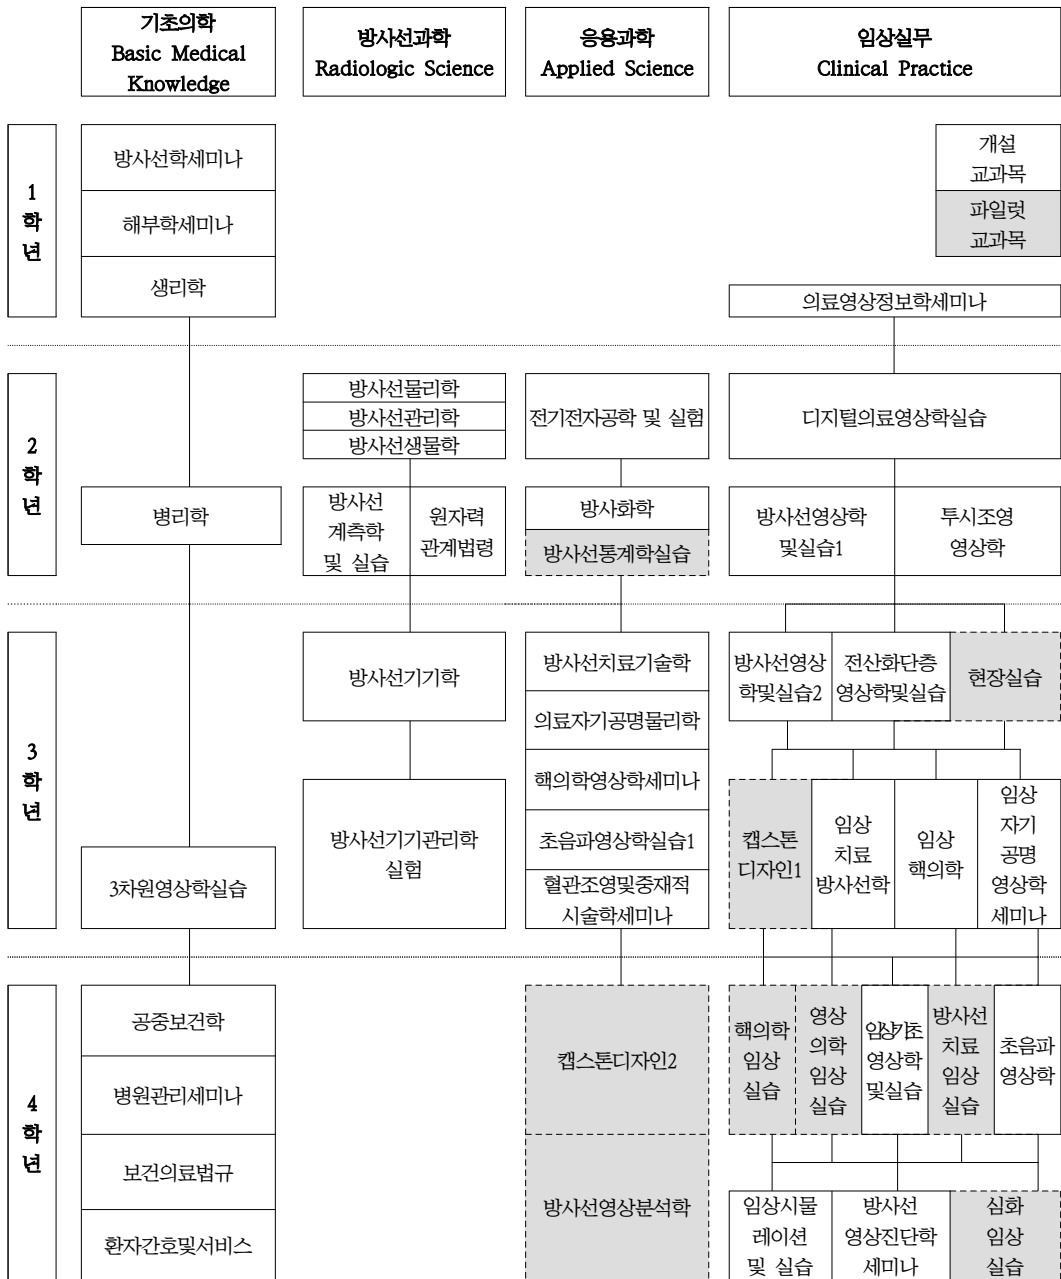 기초의학
Basic Medical
Knowledge
방사선과학
Radiologic Science
응용과학
Applied Science
임상실무
Clinical Practice
1
학
년
방사선학세미나
해부학세미나
생리학
개설
교과목
파일럿
교과목
의료영상정보학세미나
2
학
년
방사선물리학
방사선관리학
방사선생물학
전기전자공학 및 실험
디지털의료영상학실습
병리학
방사선
계측학
및 실습
원자력
관계법령
방사화학
방사선통계학실습
방사선영상학
및실습1
투시조영
영상학
3
학
년
방사선기기학
방사선치료기술학
의료자기공명물리학
핵의학영상학세미나
초음파영상학실습1
혈관조영및중재적
시술학세미나
방사선영상
학및실습2
전산화단층
영상학및실습
현장실습
3차원영상학실습
방사선기기관리학
실험
캡스톤
디자인1
임상
치료
방사선학
임상
핵의학
임상
자기
공명
영상학
세미나
4
학
년
공중보건학
병원관리세미나
보건의료법규
환자간호및서비스
캡스톤디자인2
방사선영상분석학
핵의학
임상
실습
영상
의학
임상
실습
임상기초
영상학
및실습
방사선
치료
임상
실습
초음파
영상학
임상시물
레이션
및 실습
방사선
영상진단학
세미나
심화
임상
실습